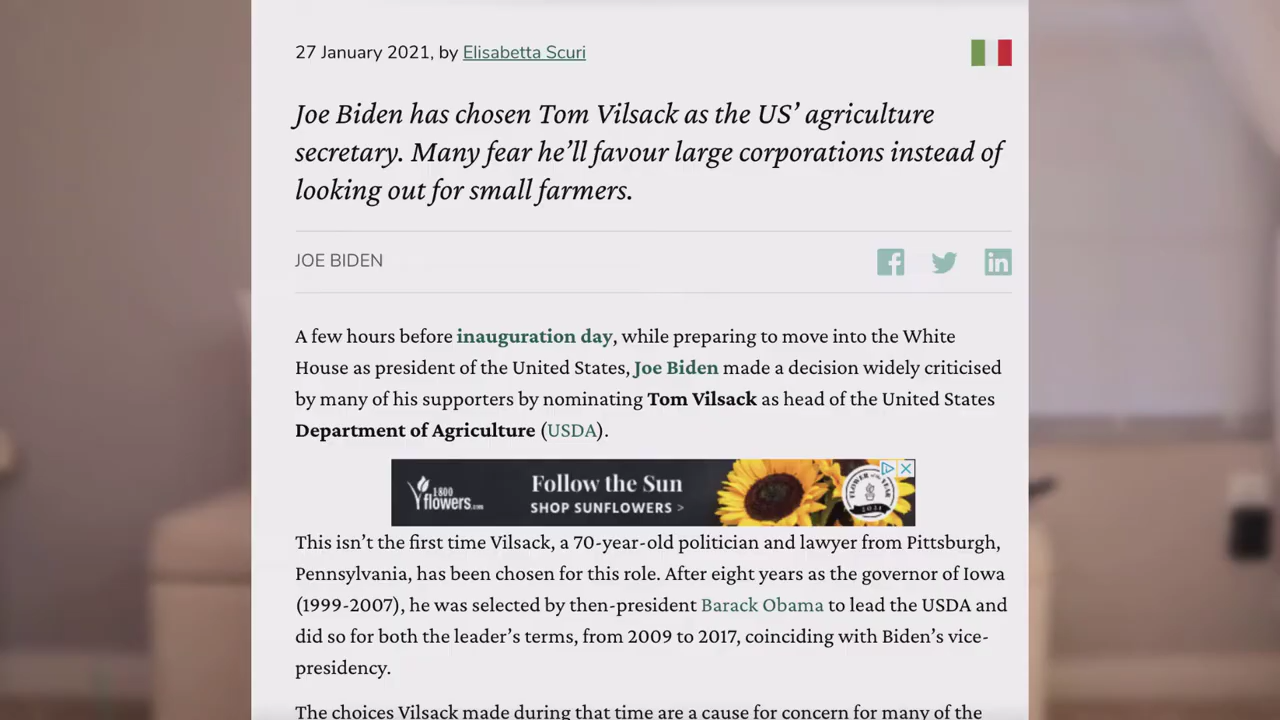 27 January 2021, by Elisabetta Scuri
Joe Biden has chosen Tom Vilsack as the US’ agriculture
secretary. Many fear he’ll favour large corporations instead of
looking out for small farmers.
JOE BIDEN
A few hours before inauguration day, while preparing to move into the White
House as president of the United States, Joe Biden made a decision widely criticised
by many of his supporters by nominating Tom Vilsack as head of the United States
Department of Agriculture (USDA).
1800
flowers.com
Follow the Sun
SHOP SUNFLOWERS >
FLOWER OF THE YEAR
2021
This isn’t the first time Vilsack, a 70-year-old politician and lawyer from Pittsburgh,
Pennsylvania, has been chosen for this role. After eight years as the governor of Iowa
(1999-2007), he was selected by then-president Barack Obama to lead the USDA and
did so for both the leader’s terms, from 2009 to 2017, coinciding with Biden’s vice-
presidency.
The choices Vilsack made during that time are a cause for concern for many of the